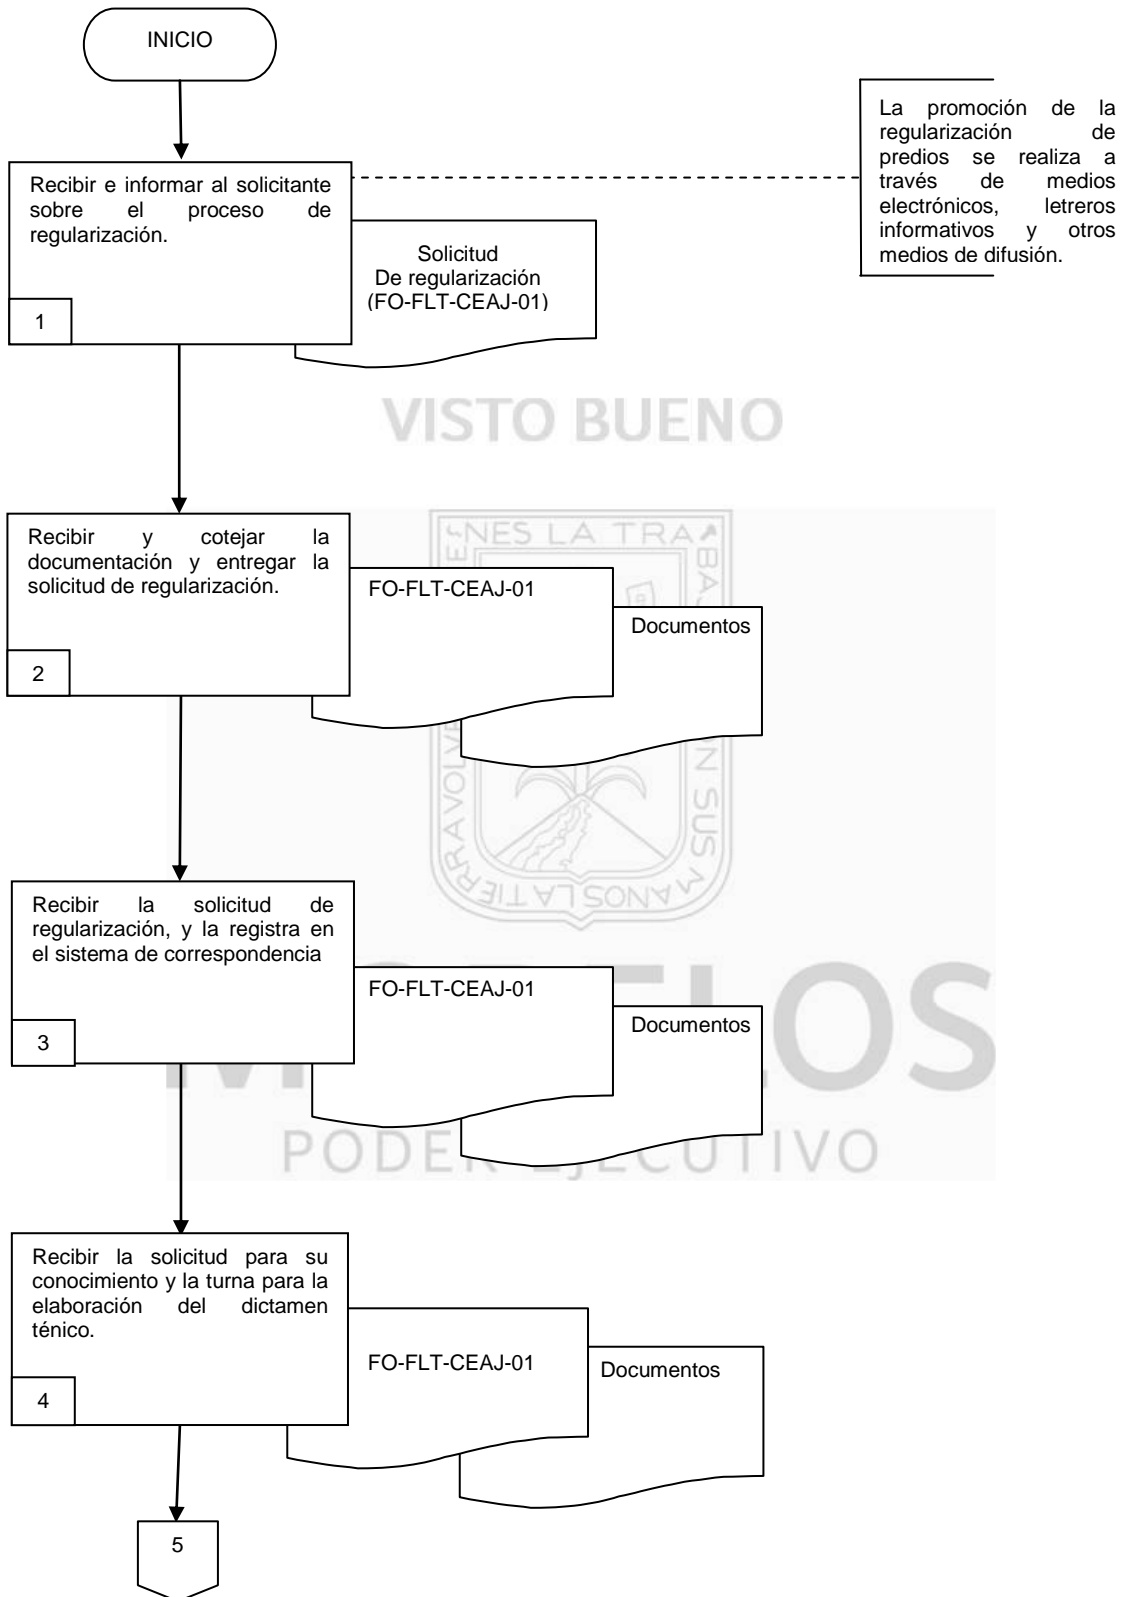 INICIO
La promoción de la
regularización de
predios se realiza a
través de medios
electrónicos, letreros
informativos y otros
medios de difusión.
Recibir e informar al solicitante
sobre el proceso de
regularización.
1
Solicitud
De regularización
(FO-FLT-CEAJ-01)
VISTO BUENO
Recibir y cotejar la
documentación y entregar la
solicitud de regularización.
2
FO-FLT-CEAJ-01
Documentos
Recibir la solicitud de
regularización, y la registra en
el sistema de correspondencia
3
FO-FLT-CEAJ-01
Documentos
PODER EJECUTIVO
Recibir la solicitud para su
conocimiento y la turna para la
elaboración del dictamen
ténico.
4
FO-FLT-CEAJ-01
Documentos
5